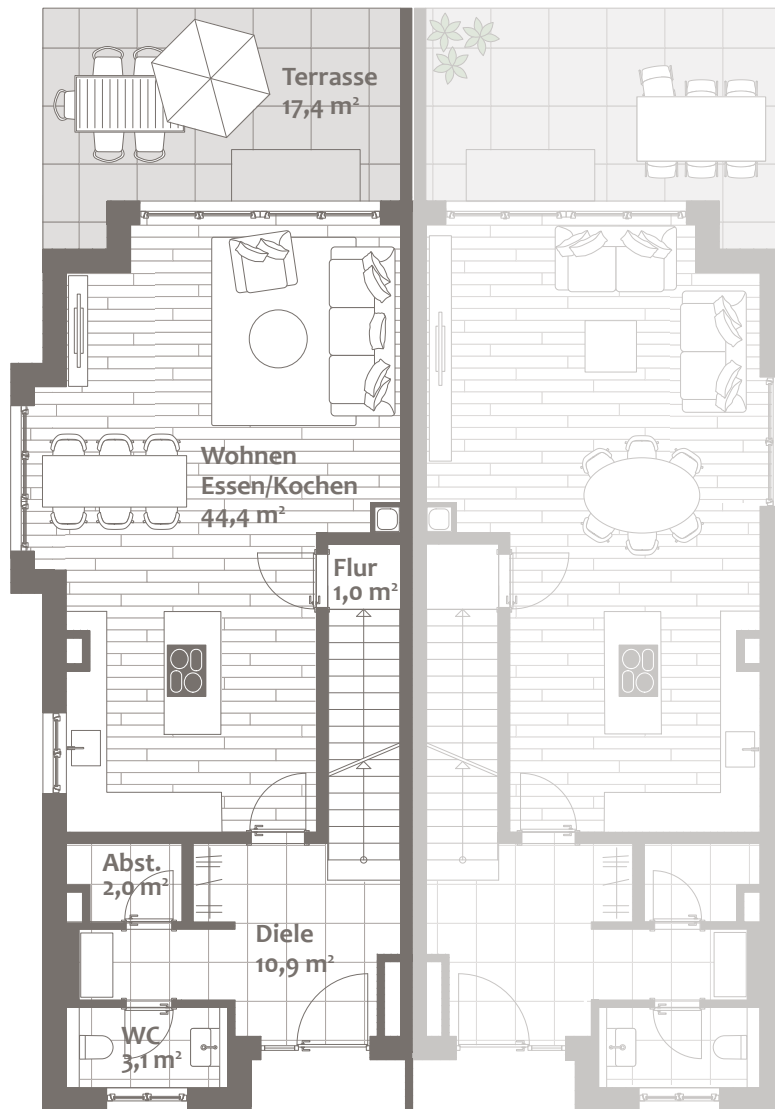 Terrasse
17,4 m²
Wohnen
Essen/Kochen
44,4 m²
Flur
1,0 m²
Abst.
2,0 m²
Diele
10,9 m²
WC
3,1 m²